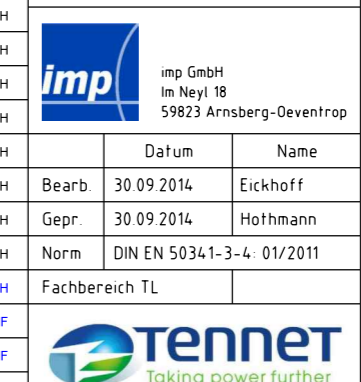 H
H
H
H
imp
imp GmbH
Im Neyl 18
59823 Arnsberg-Oeventrop
H Datum Name
H Bearb. 30.09.2014 Eickhoff
H Gepr. 30.09.2014 Hothmann
H Norm DIN EN 50341-3-4: 01/2011
H Fachbereich TL
F
F
TENNET
Taking power further